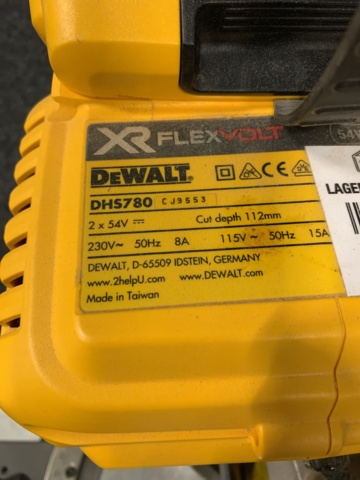 XR FLEXVOLT 54
DEWALT
DHS780 CJ9553
2 x 54V Cut depth 112mm
230V~ 50Hz 8A 115V~ 50Hz 15A
DEWALT, D-65509 IDSTEIN, GERMANY
www.2helpU.com www.DEWALT.com
Made in Taiwan
LAGE